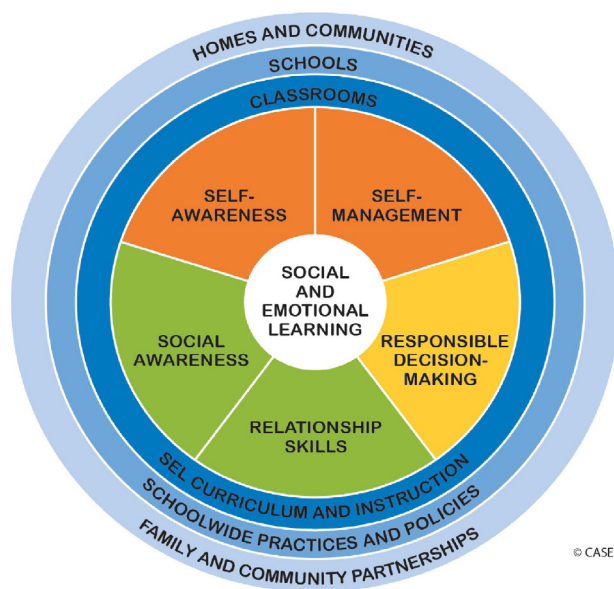 HOMES AND COMMUNITIES
SCHOOLS
CLASSROOMS
SELF-
AWARENESS
SELF-
MANAGEMENT
SOCIAL
AND
EMOTIONAL
LEARNING
SOCIAL
AWARENESS
RESPONSIBLE
DECISION-
MAKING
RELATIONSHIP
SKILLS
SEL CURRICULUM AND INSTRUCTION
SCHOOLWIDE PRACTICES AND POLICIES
FAMILY AND COMMUNITY PARTNERSHIPS
© CASE